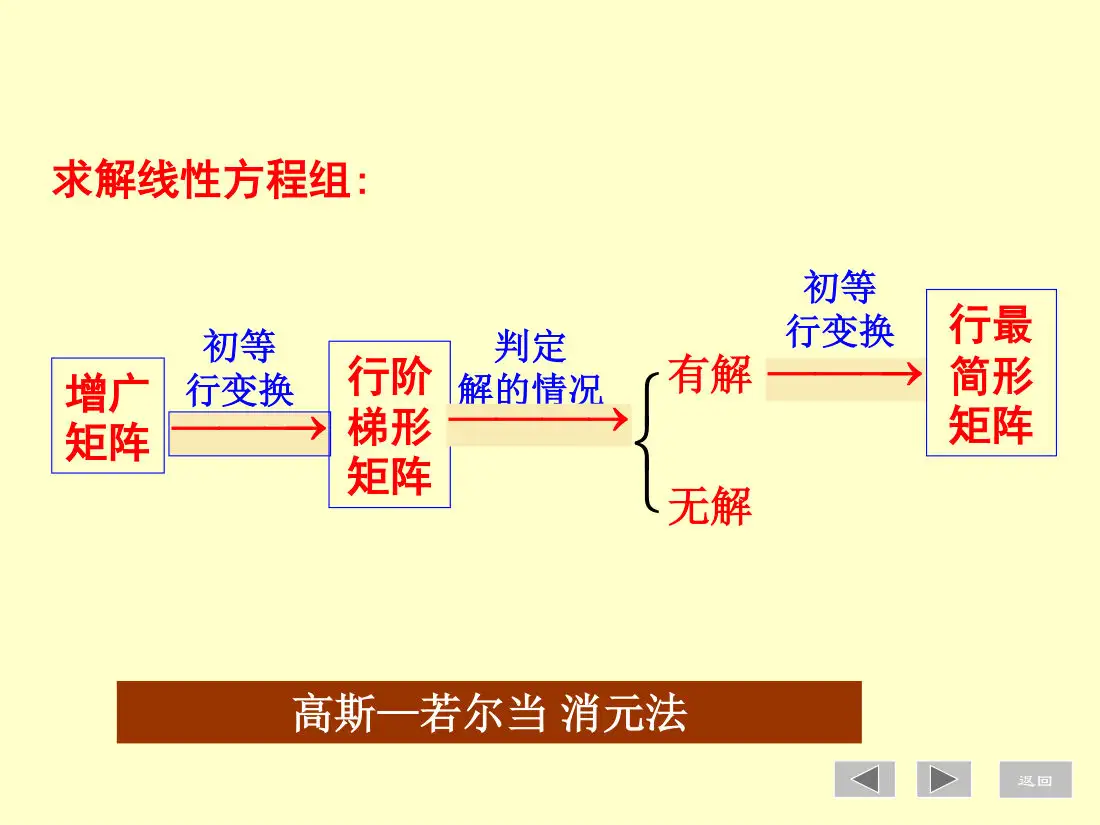 求解线性方程组:
增广
矩阵
初等
行变换
行阶
梯形
矩阵
判定
解的情况
有解
无解
初等
行变换
行最
简形
矩阵
高斯—若尔当 消元法
返回